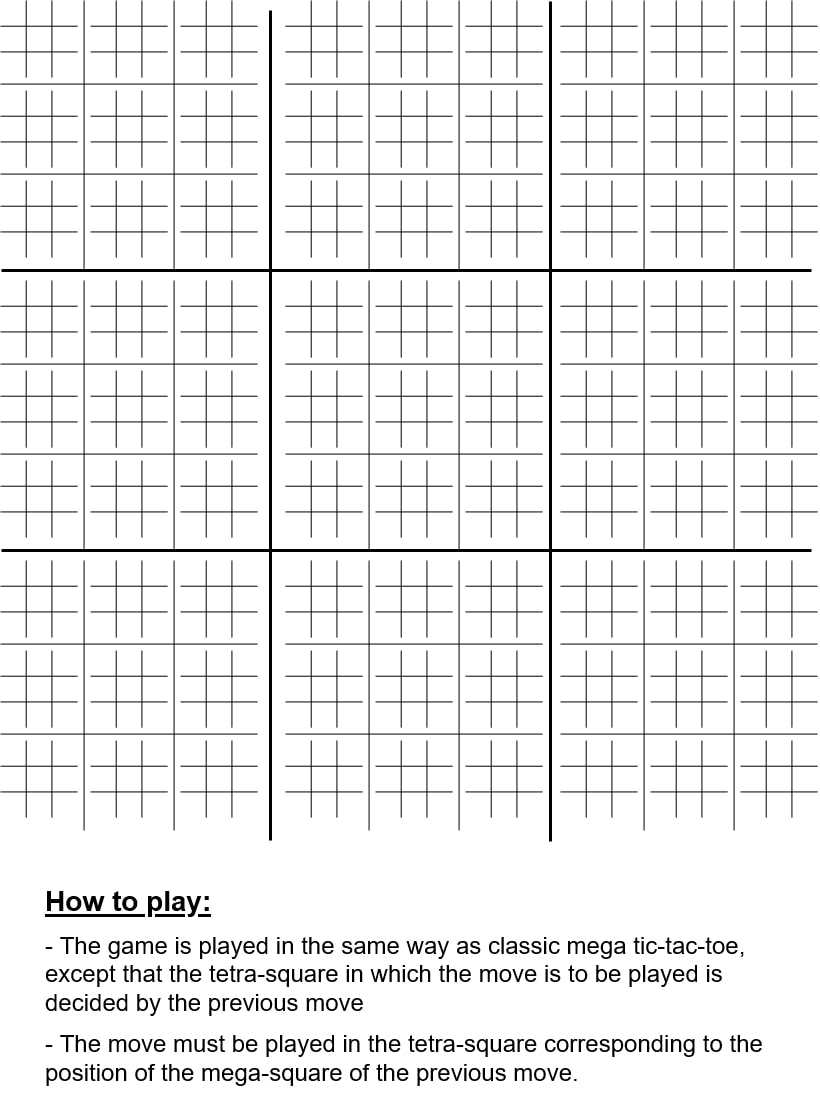 How to play:
- The game is played in the same way as classic mega tic-tac-toe,
except that the tetra-square in which the move is to be played is
decided by the previous move
- The move must be played in the tetra-square corresponding to the
position of the mega-square of the previous move.